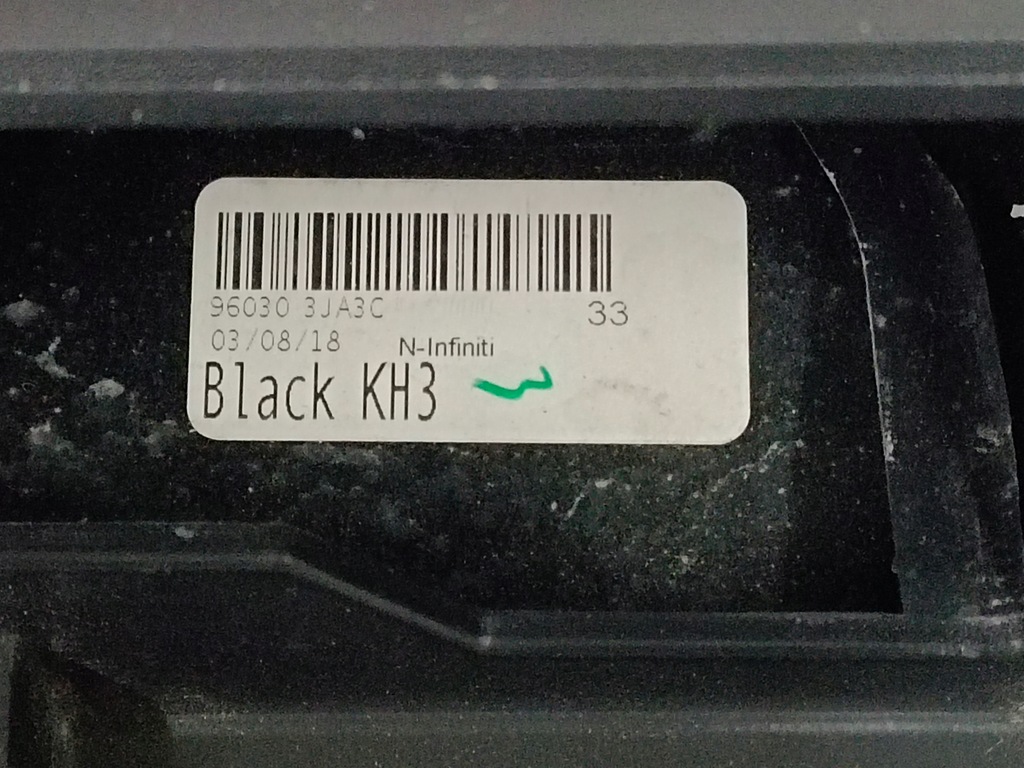 96030 3JA3C 33
03/08/18 N-Infiniti
Black KH3